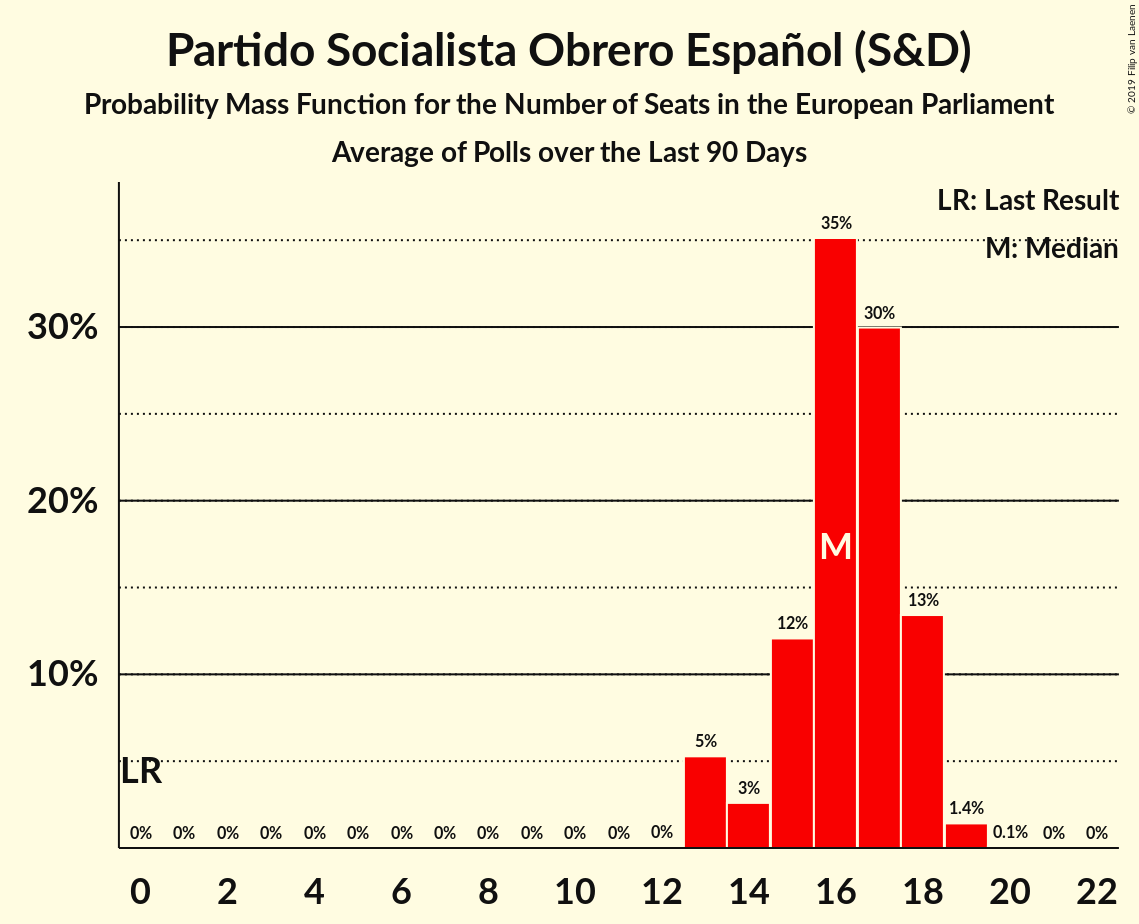 Partido Socialista Obrero Español (S&D)
Probability Mass Function for the Number of Seats in the European Parliament
Average of Polls over the Last 90 Days
© 2019 Filip van Laenen
LR: Last Result
M: Median
35%
30%
30%
20%
M
13%
12%
10%
5%
LR
3%
1.4%
0% 0% 0% 0% 0% 0% 0% 0% 0% 0% 0% 0% 0% 0.1% 0% 0%
0 2 4 6 8 10 12 14 16 18 20 22